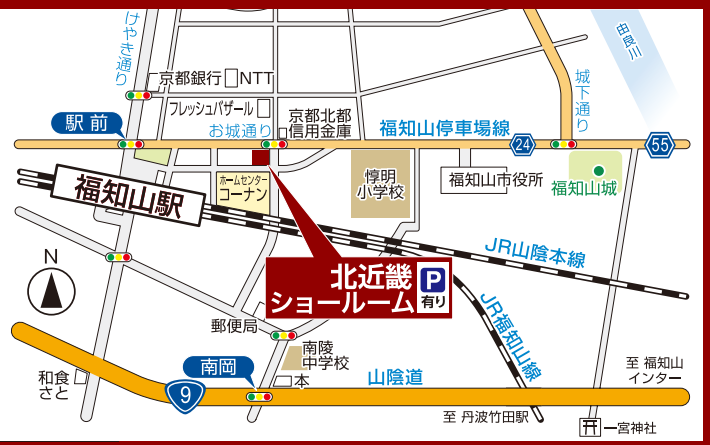 けやき通り
由良川
京都銀行
NTT
城下通り
フレッシュバザール
京都北都
信用金庫
駅前
お城通り
福知山停車場線
24
55
ホームセンター
コーナン
惇明
小学校
福知山市役所
福知山城
福知山駅
JR山陰本線
N
北近畿
ショールーム
P
有り
JR福知山線
郵便局
南陵
中学校
和食
さと
南岡
本
山陰道
9
至 福知山
インター
至 丹波竹田駅
一宮神社